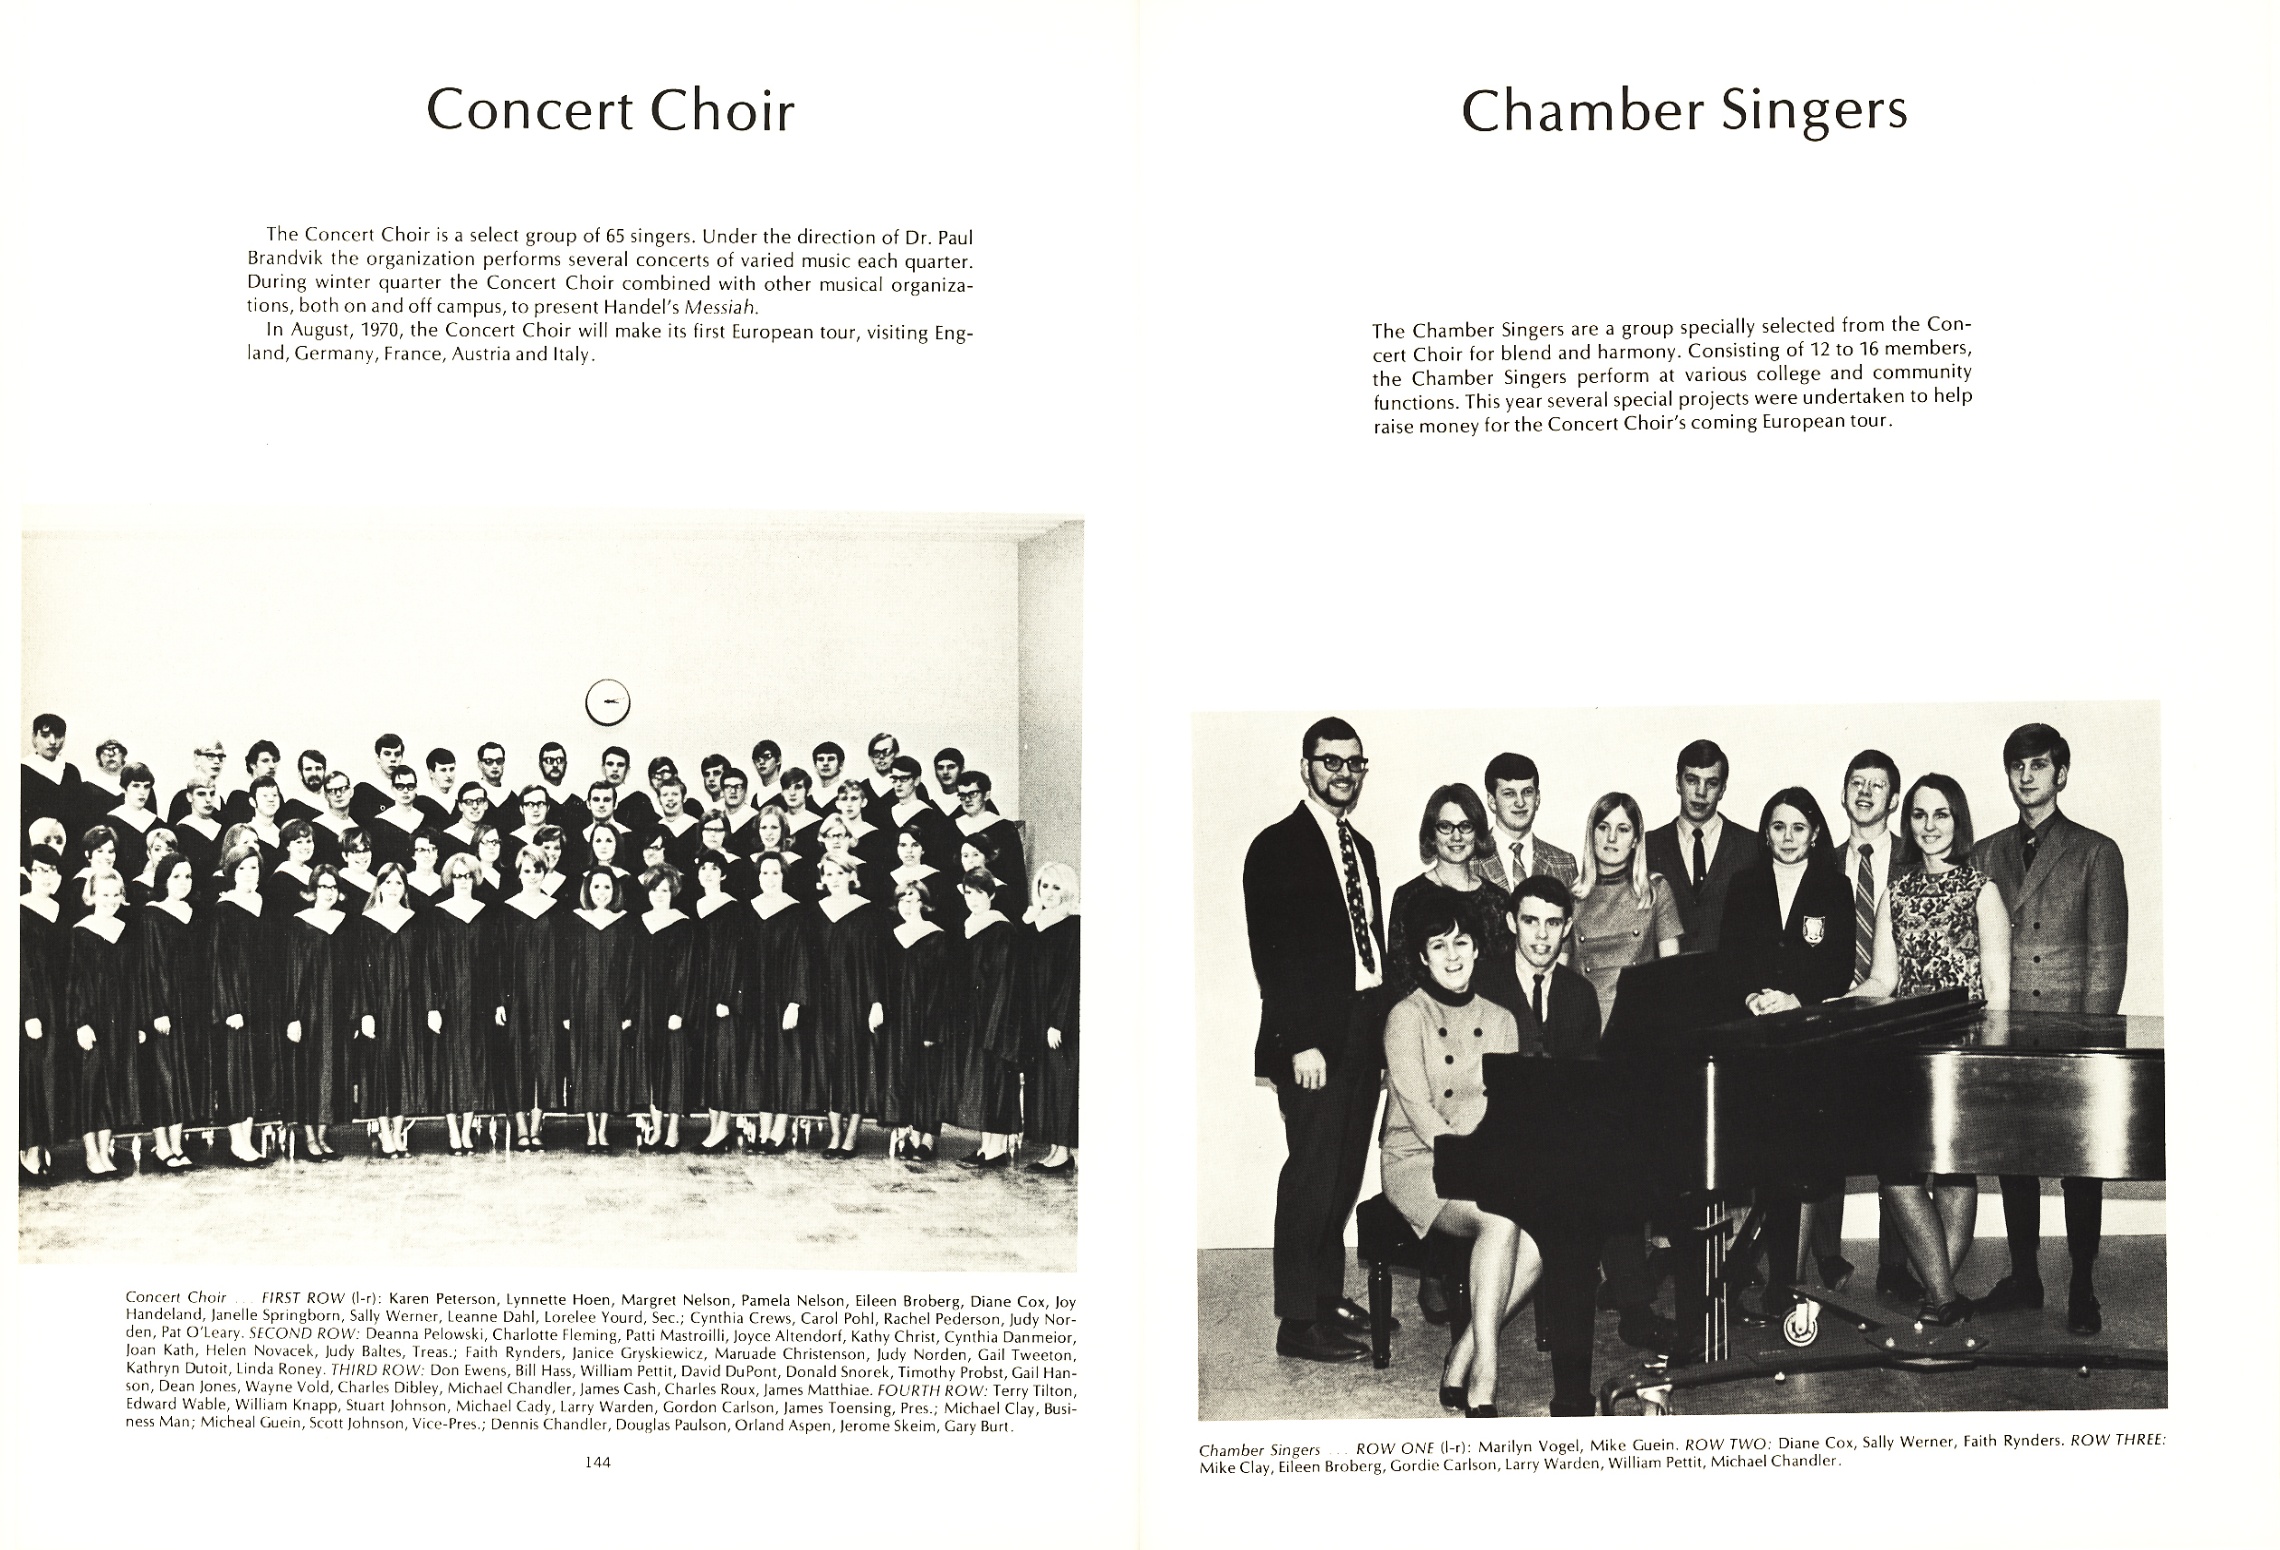 Concert Choir
The Concert Choir is a select group of 65 singers. Under the direction of Dr. Paul
Brandvik the organization performs several concerts of varied music each quarter.
During winter quarter the Concert Choir combined with other musical organiza-
tions, both on and off campus, to present Handel's Messiah.
In August, 1970, the Concert Choir will make its first European tour, visiting Eng-
land, Germany, France, Austria and Italy.
Concert Choir ... FIRST ROW (l-r): Karen Peterson, Lynnette Hoen, Margret Nelson, Pamela Nelson, Eileen Broberg, Diane Cox, Joy
Handeland, Janelle Springborn, Sally Werner, Leanne Dahl, Lorelee Yourd, Sec.; Cynthia Crews, Carol Pohl, Rachel Pederson, Judy Nor-
den, Pat O'Leary. SECOND ROW: Deanna Pelowski, Charlotte Fleming, Patti Mastroilli, Joyce Altendorf, Kathy Christ, Cynthia Danmeior,
Joan Kath, Helen Novacek, Judy Baltes, Treas.; Faith Rynders, Janice Gryskiewicz, Maruade Christenson, Judy Norden, Gail Tweeton,
Kathryn Dutoit, Linda Roney. THIRD ROW: Don Ewens, Bill Hass, William Pettit, David DuPont, Donald Snorek, Timothy Probst, Gail Han-
son, Dean Jones, Wayne Vold, Charles Dibley, Michael Chandler, James Cash, Charles Roux, James Matthiae. FOURTH ROW: Terry Tilton,
Edward Wable, William Knapp, Stuart Johnson, Michael Cady, Larry Warden, Gordon Carlson, James Toensing, Pres.; Michael Clay, Busi-
ness Man; Micheal Guein, Scott Johnson, Vice-Pres.; Dennis Chandler, Douglas Paulson, Orland Aspen, Jerome Skeim, Gary Burt.
144
Chamber Singers
The Chamber Singers are a group specially selected from the Con-
cert Choir for blend and harmony. Consisting of 12 to 16 members,
the Chamber Singers perform at various college and community
functions. This year several special projects were undertaken to help
raise money for the Concert Choir's coming European tour.
Chamber Singers ... ROW ONE (l-r): Marilyn Vogel, Mike Guein. ROW TWO: Diane Cox, Sally Werner, Faith Rynders. ROW THREE:
Mike Clay, Eileen Broberg, Gordie Carlson, Larry Warden, William Pettit, Michael Chandler.